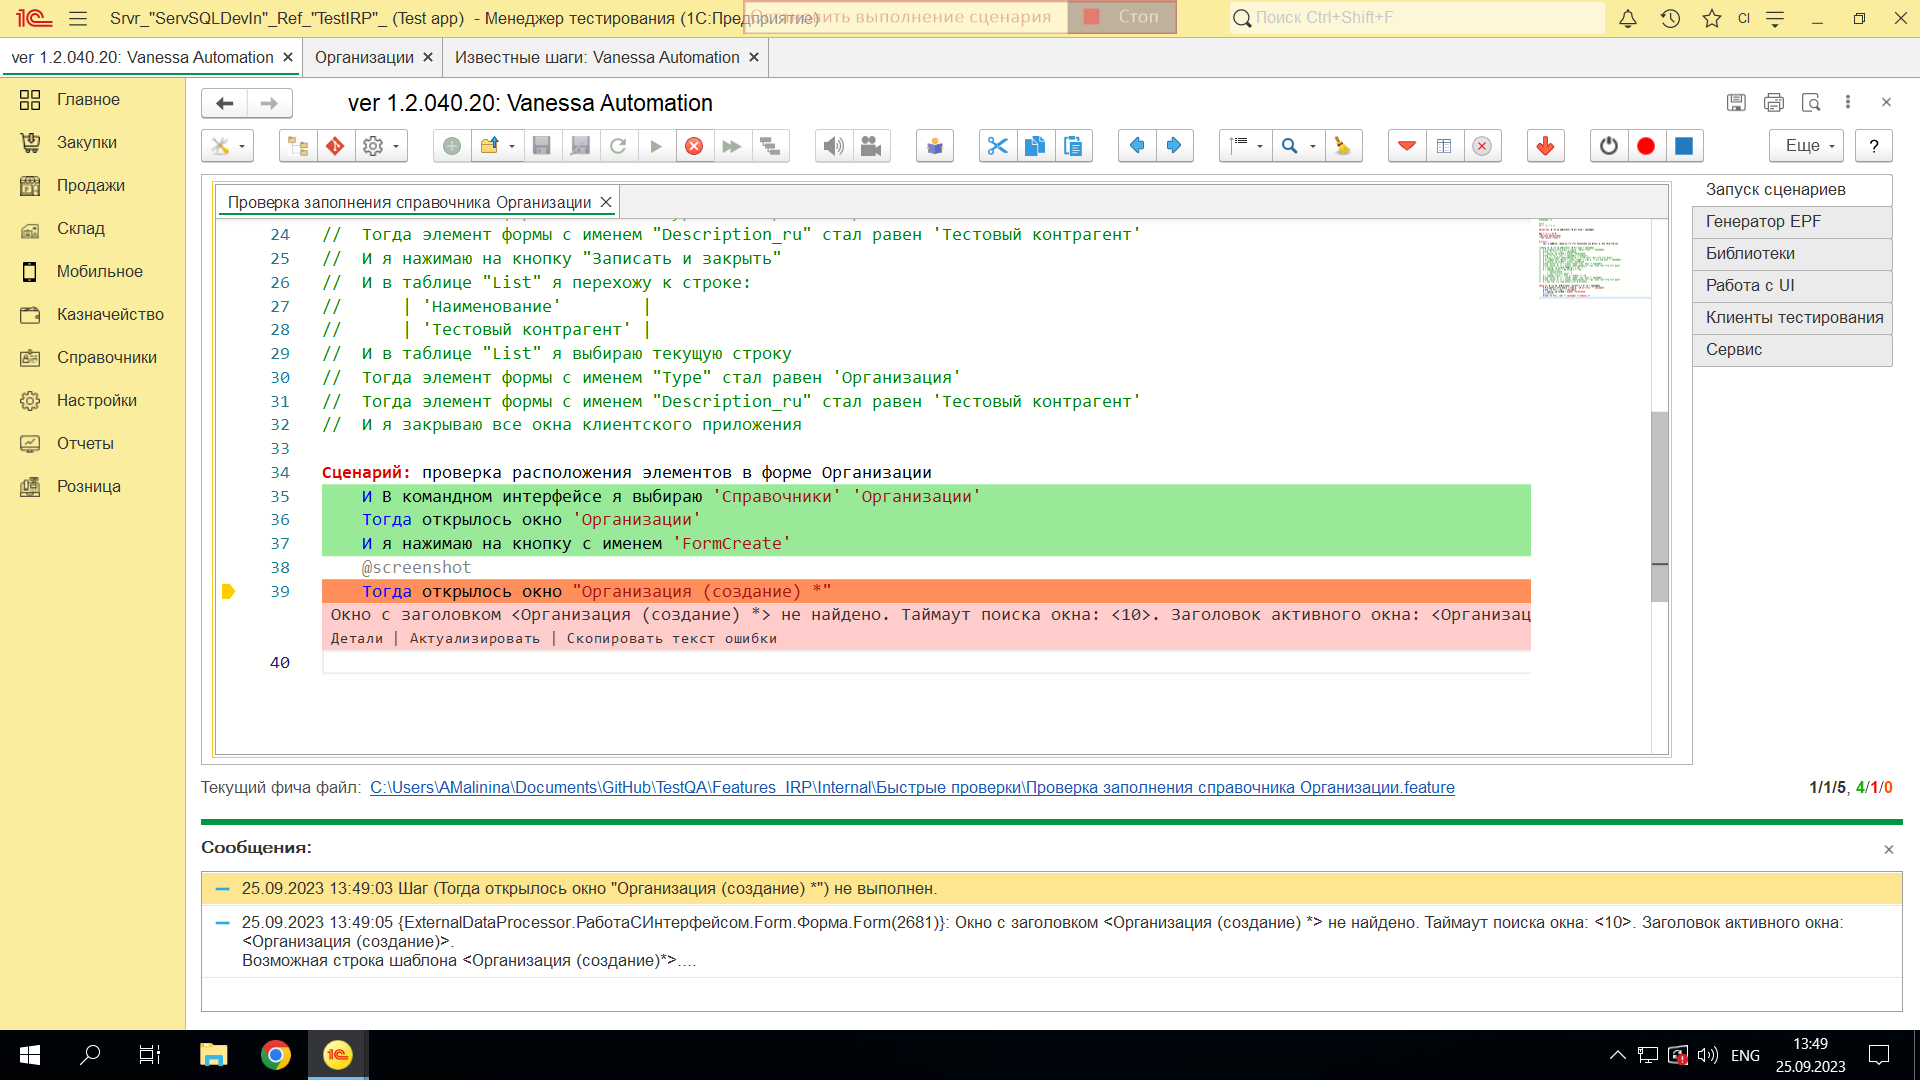 Srvr_"ServSQLDevIn"_Ref_"TestIRP"_ (Test app) - Менеджер тестирования (1С:Предприятие)
Остановить выполнение сценария
Стоп
Поиск Ctrl+Shift+F
CI
ver 1.2.040.20: Vanessa Automation
Организации
Известные шаги: Vanessa Automation
Главное
Закупки
Продажи
Склад
Мобильное
Казначейство
Справочники
Настройки
Отчеты
Розница
ver 1.2.040.20: Vanessa Automation
Еще
?
Проверка заполнения справочника Организации
24 // Тогда элемент формы с именем "Description_ru" стал равен 'Тестовый контрагент'
25 // И я нажимаю на кнопку "Записать и закрыть"
26 // И в таблице "List" я перехожу к строке:
27 // | 'Наименование' |
28 // | 'Тестовый контрагент' |
29 // И в таблице "List" я выбираю текущую строку
30 // Тогда элемент формы с именем "Type" стал равен 'Организация'
31 // Тогда элемент формы с именем "Description_ru" стал равен 'Тестовый контрагент'
32 // И я закрываю все окна клиентского приложения
33
34 Сценарий: проверка расположения элементов в форме Организации
35 И В командном интерфейсе я выбираю 'Справочники' 'Организации'
36 Тогда открылось окно 'Организации'
37 И я нажимаю на кнопку с именем 'FormCreate'
38 @screenshot
39 Тогда открылось окно "Организация (создание) *"
Окно с заголовком <Организация (создание) *> не найдено. Таймаут поиска окна: <10>. Заголовок активного окна: <Организац
Детали | Актуализировать | Скопировать текст ошибки
40
Запуск сценариев
Генератор EPF
Библиотеки
Работа с UI
Клиенты тестирования
Сервис
Текущий фича файл: C:\Users\AMalinina\Documents\GitHub\TestQA\Features_IRP\Internal\Быстрые проверки\Проверка заполнения справочника Организации.feature
1/1/5, 4/1/0
Сообщения:
25.09.2023 13:49:03 Шаг (Тогда открылось окно "Организация (создание) *") не выполнен.
25.09.2023 13:49:05 {ExternalDataProcessor.РаботаСИнтерфейсом.Form.Форма.Form(2681)}: Окно с заголовком <Организация (создание) *> не найдено. Таймаут поиска окна: <10>. Заголовок активного окна:
<Организация (создание)>.
Возможная строка шаблона <Организация (создание)*>....
ENG
13:49
25.09.2023